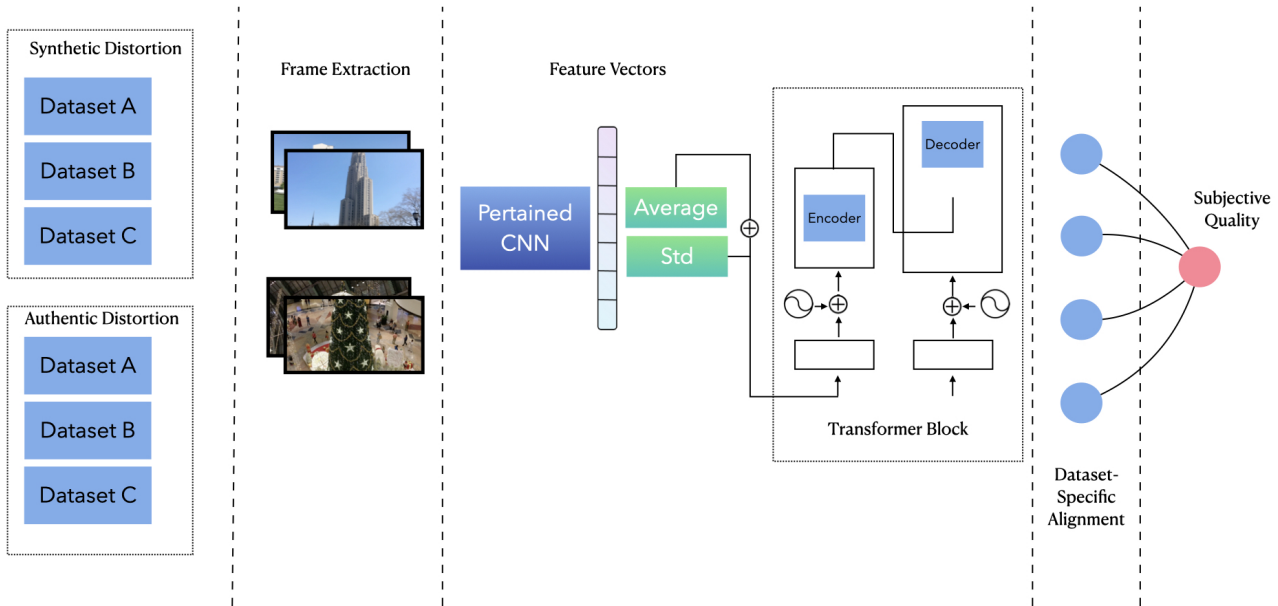 Synthetic Distortion
Dataset A
Dataset B
Dataset C
Authentic Distortion
Dataset A
Dataset B
Dataset C
Frame Extraction
Feature Vectors
Pertained
CNN
Average
Std
Encoder
Decoder
Transformer Block
Dataset-
Specific
Alignment
Subjective
Quality